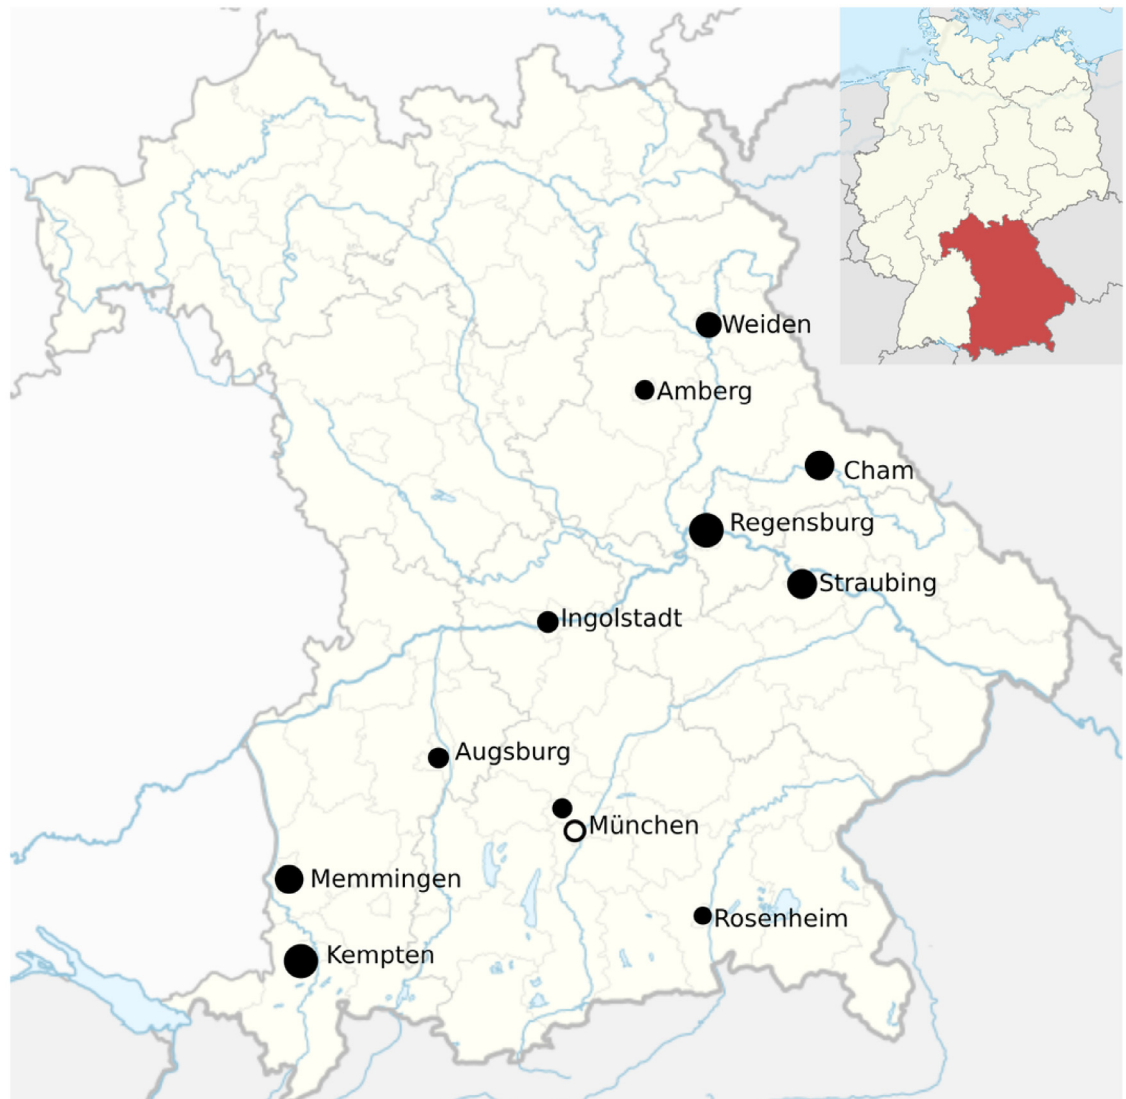 Weiden
Amberg
Cham
Regensburg
Straubing
Ingolstadt
Augsburg
München
Memmingen
Rosenheim
Kempten